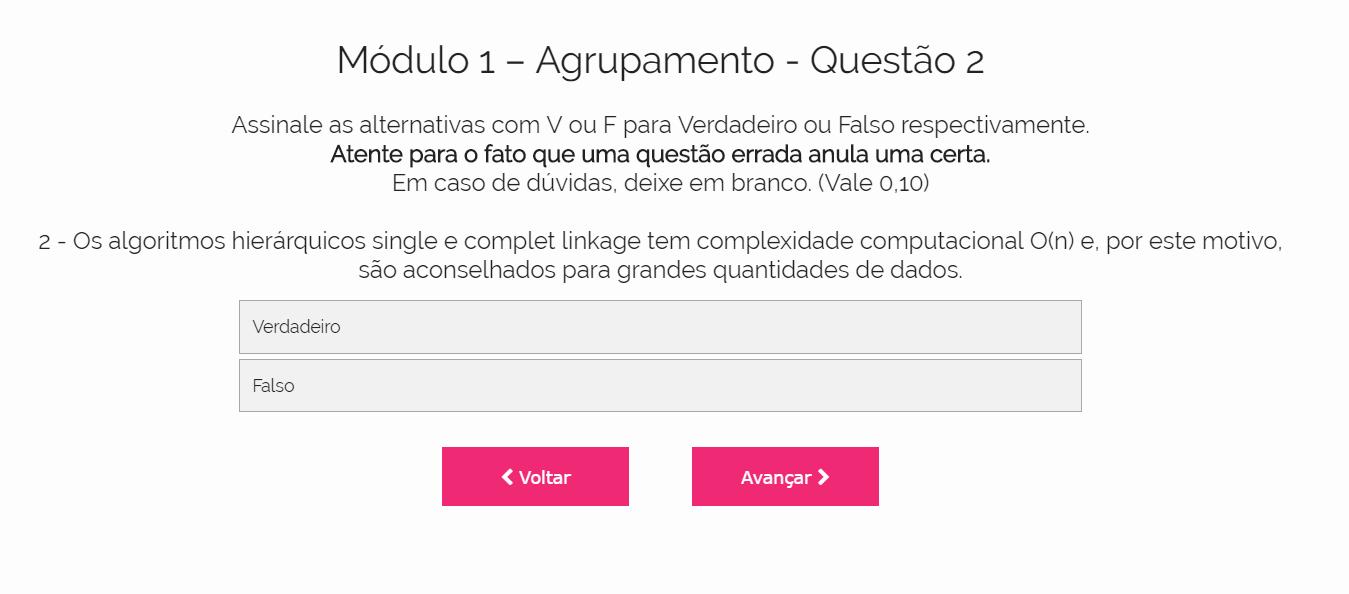 Módulo 1 – Agrupamento - Questão 2
Assinale as alternativas com V ou F para Verdadeiro ou Falso respectivamente.
Atente para o fato que uma questão errada anula uma certa.
Em caso de dúvidas, deixe em branco. (Vale 0,10)
2 - Os algoritmos hierárquicos single e complet linkage tem complexidade computacional O(n) e, por este motivo,
são aconselhados para grandes quantidades de dados.
Verdadeiro
Falso
Voltar
Avançar